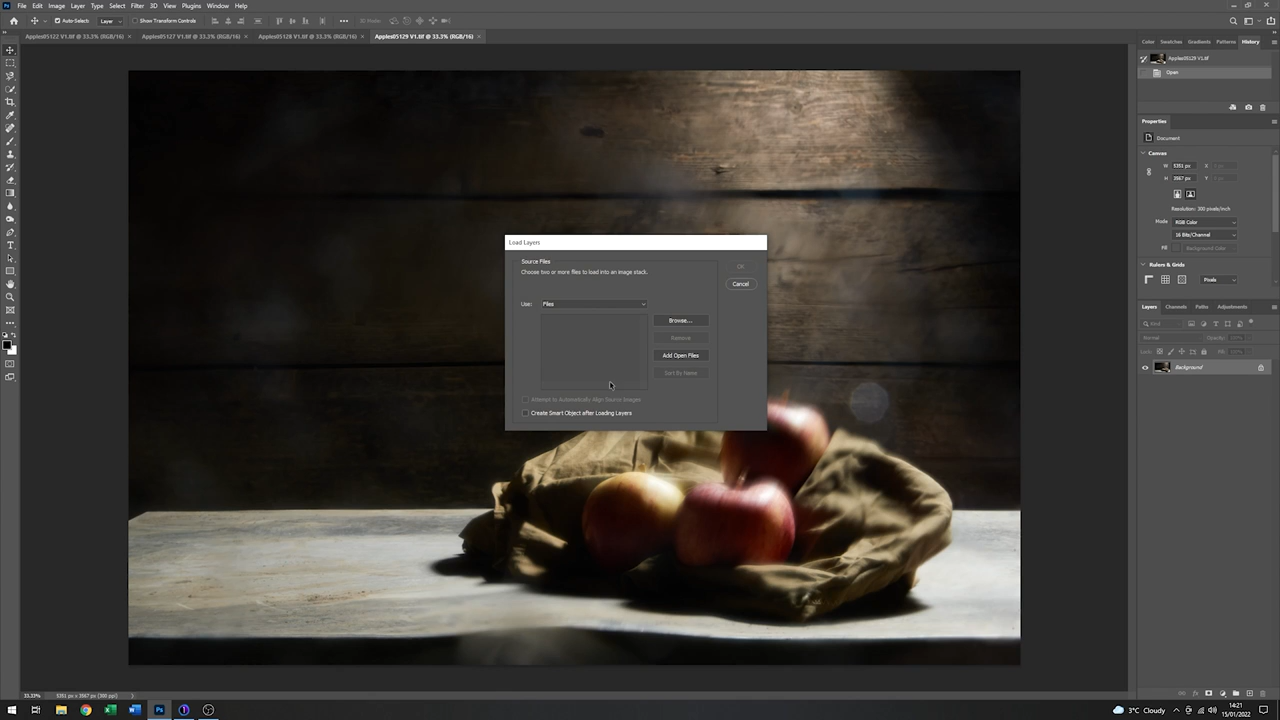 File Edit Image Layer Type Select Filter 3D View Plugins Window Help
Auto-Select: Layer Show Transform Controls ••• 3D Mode:
Apples05122 V1.tif @ 33.3% (RGB/16) × Apples05127 V1.tif @ 33.3% (RGB/16) × Apples05128 V1.tif @ 33.3% (RGB/16) × Apples05129 V1.tif @ 33.3% (RGB/16) ×
Color Swatches Gradients Patterns History
Apples05129 V1.tif
Open
Properties
Document
Canvas
W 5351 px X
H 3567 px Y
Resolution: 300 pixels/inch
Mode RGB Color
16 Bits/Channel
Fill Background Color
Rulers & Grids
Pixels
Layers Channels Paths Adjustments
Kind
Normal Opacity: 100%
Lock: Fill: 100%
Background
Load Layers
Source Files
Choose two or more files to load into an image stack.
OK
Cancel
Use: Files
Browse...
Remove
Add Open Files
Sort By Name
Attempt to Automatically Align Source Images
Create Smart Object after Loading Layers
33.33% 5351 px x 3567 px (300 ppi)
3°C Cloudy
14:21
15/01/2022